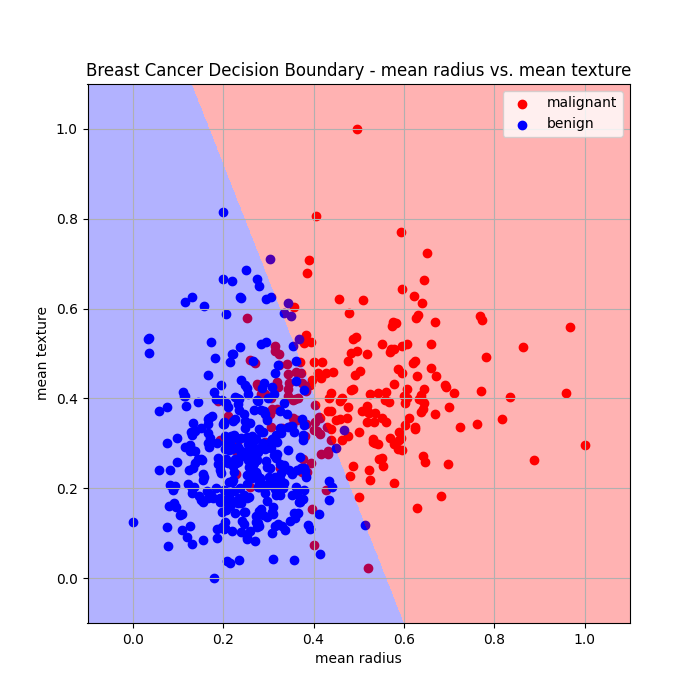 Breast Cancer Decision Boundary - mean radius vs. mean texture
malignant
benign
1.0
0.8
0.6
0.4
0.2
0.0
mean texture
0.0 0.2 0.4 0.6 0.8 1.0
mean radius